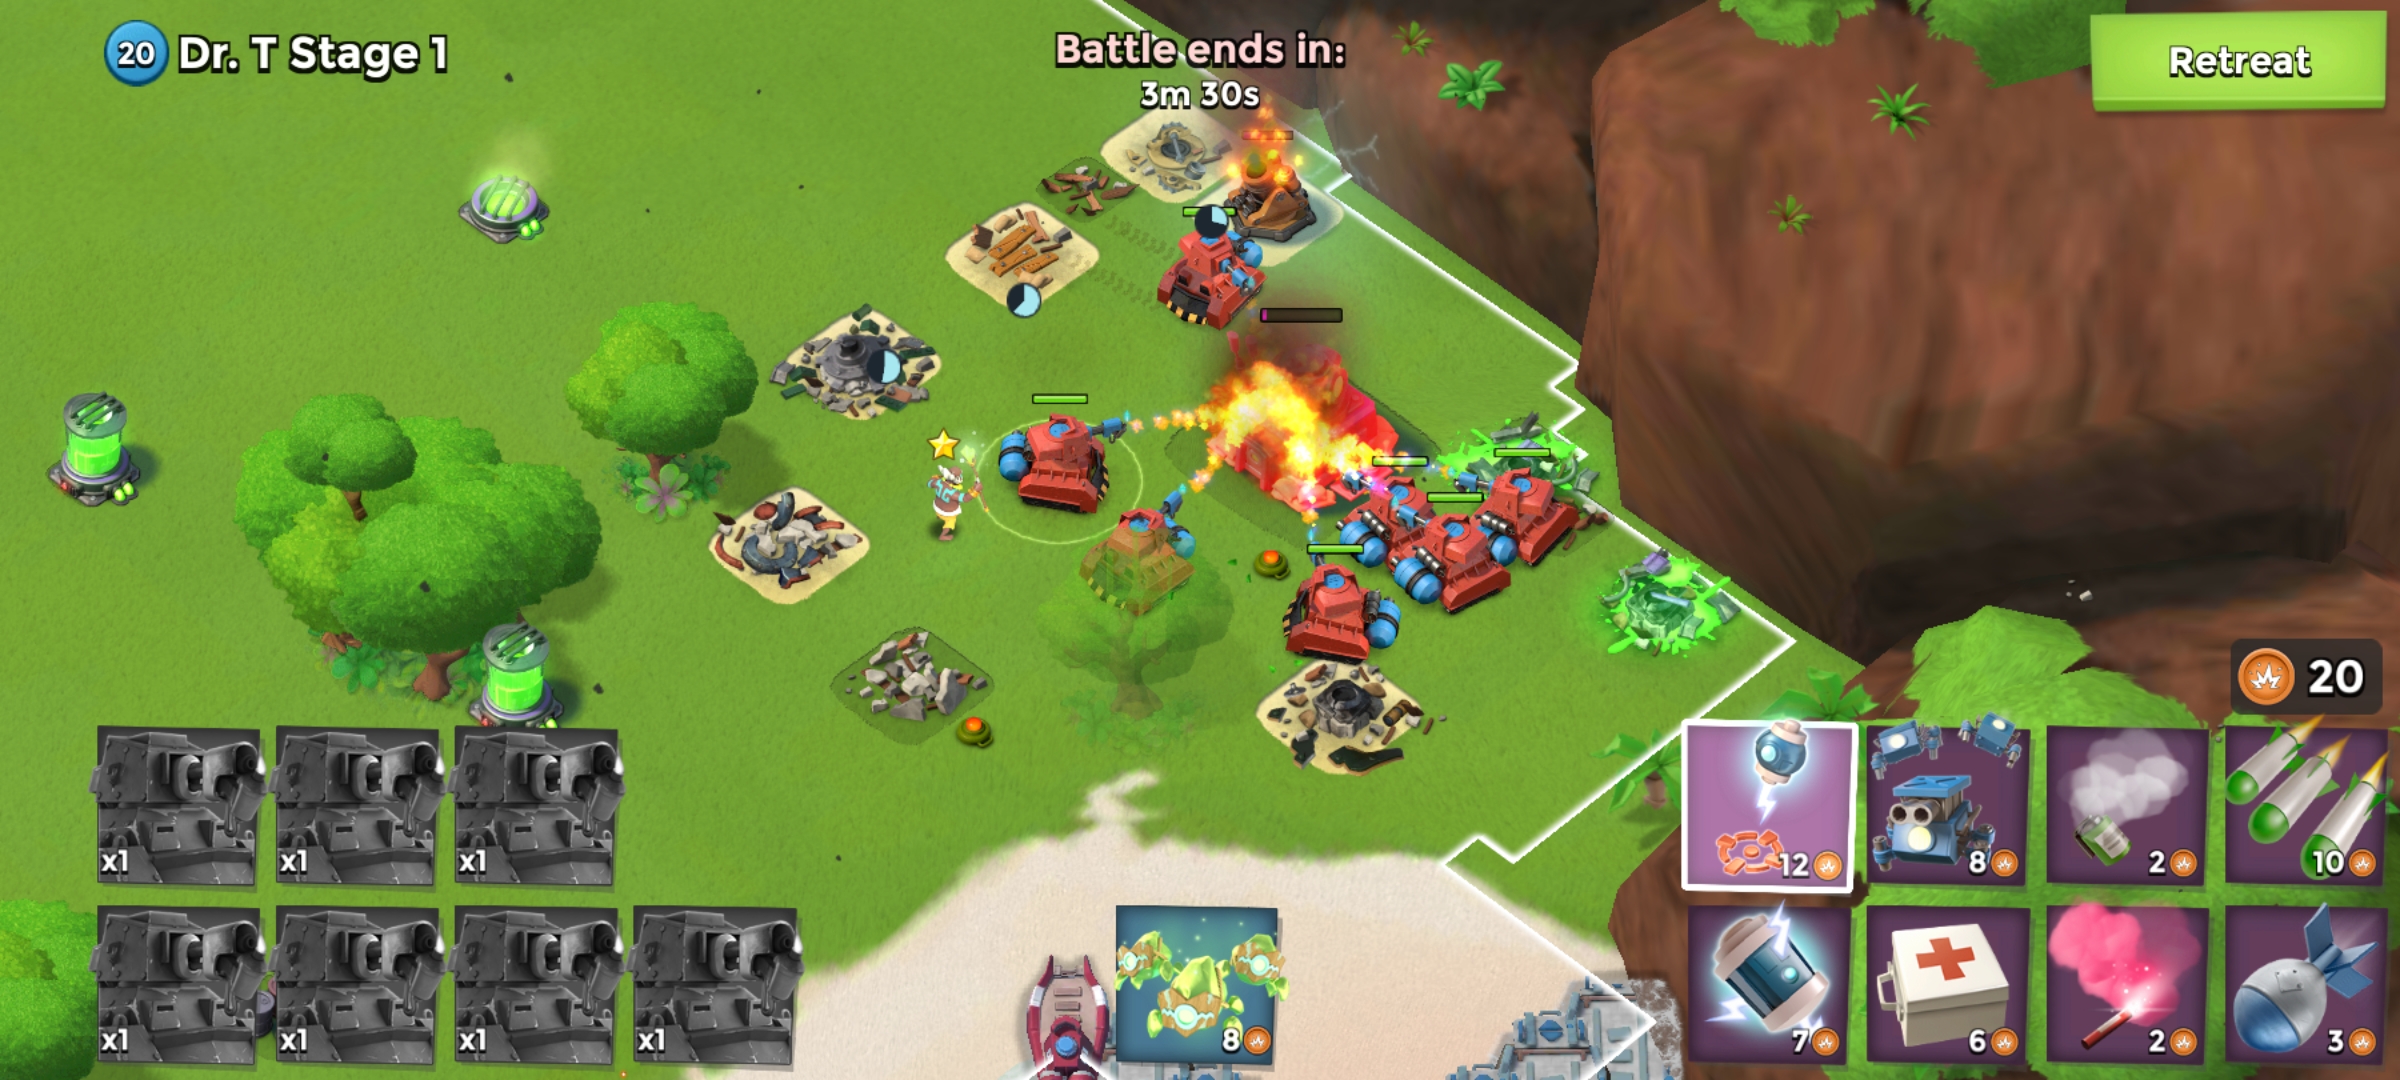 20 Dr. T Stage 1
Battle ends in:
3m 30s
Retreat
20
x1 x1 x1
12 8 2 10
x1 x1 x1 x1
8
7 6 2 3